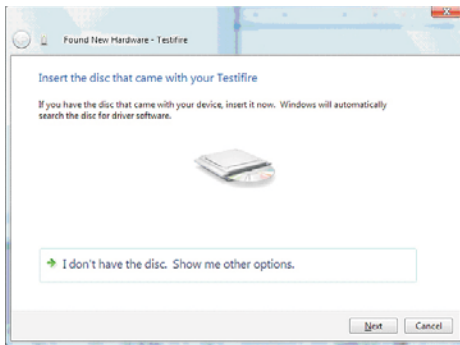 Found New Hardware - Testifire
Insert the disc that came with your Testifire
If you have the disc that came with your device, insert it now. Windows will automatically
search the disc for driver software.
I don't have the disc. Show me other options.
Next
Cancel